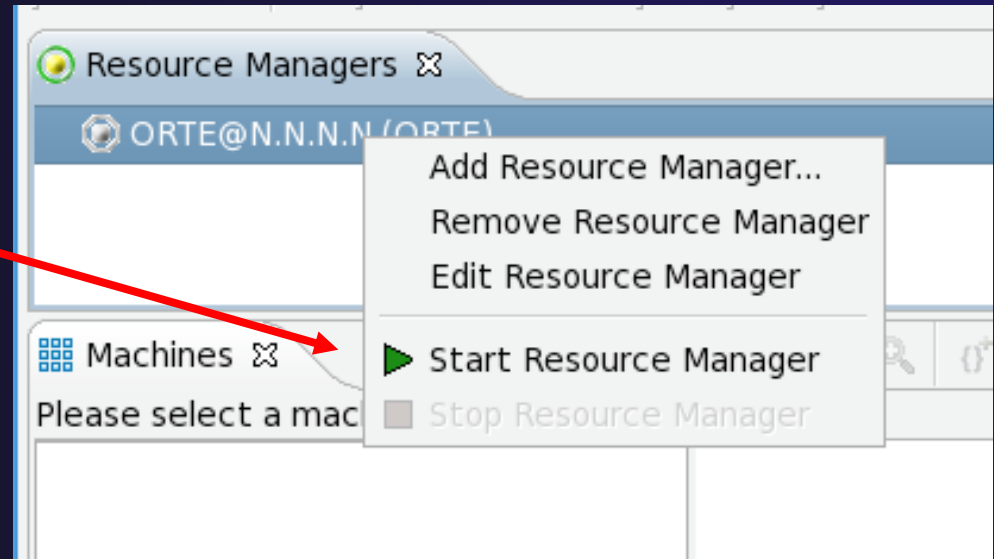 Resource Managers
ORTE@N.N.N.N (ORTE)
Add Resource Manager...
Remove Resource Manager
Edit Resource Manager
Machines
Start Resource Manager
Please select a mac
Stop Resource Manager